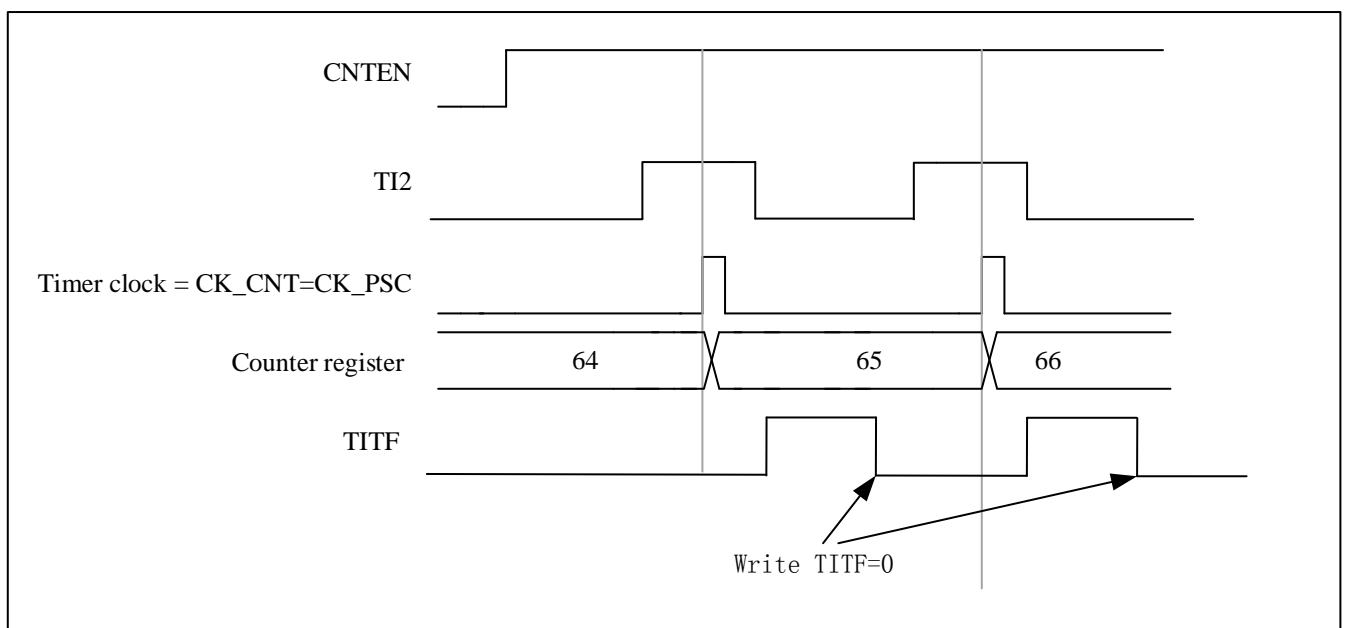 CNTEN
TI2
Timer clock = CK_CNT=CK_PSC
Counter register
64
65
66
TITF
Write TITF=0